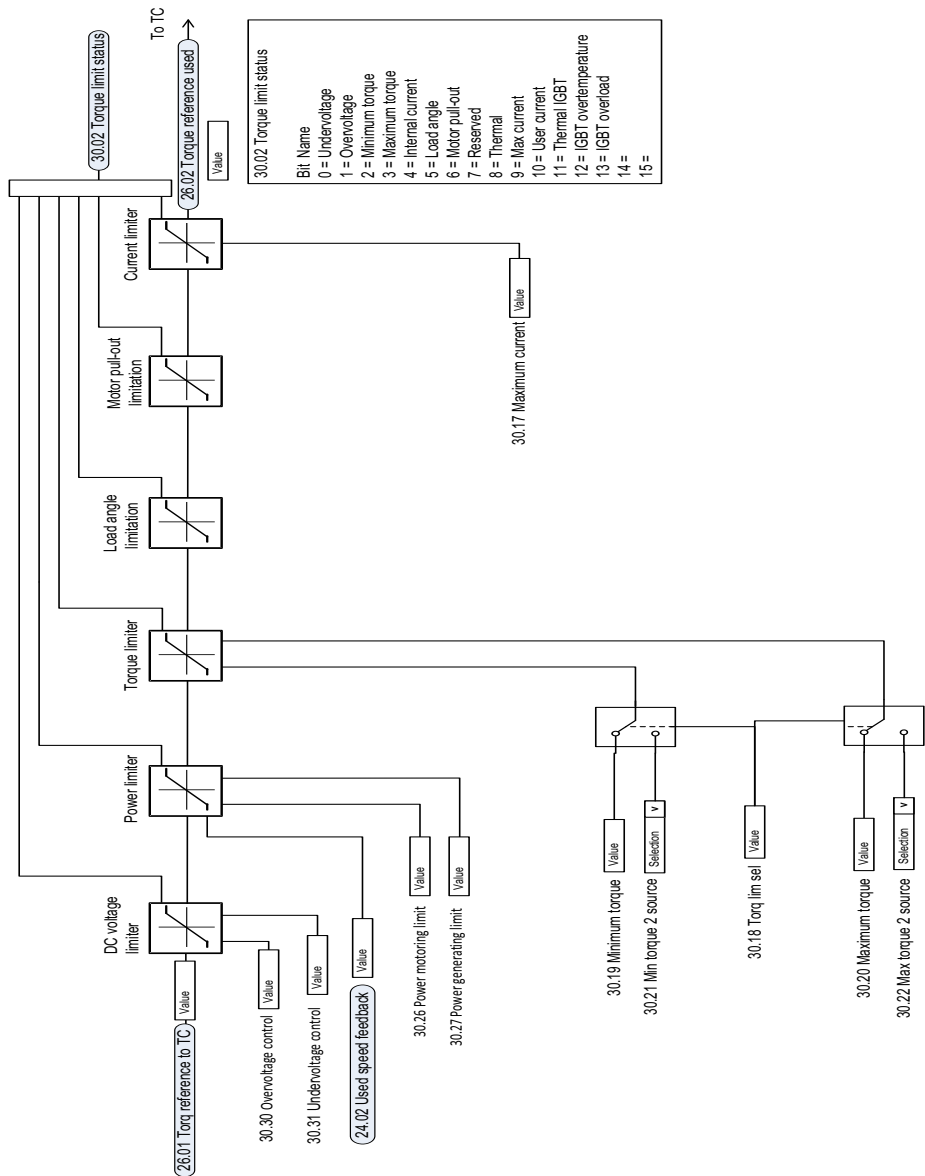 DC voltage
limiter
Power limiter
Torque limiter
Load angle
limitation
Motor pull-out
limitation
Current limiter
30.02 Torque limit status
26.01 Torq reference to TC
Value
26.02 Torque reference used
To TC
Value
30.30 Overvoltage control
Value
30.31 Undervoltage control
Value
24.02 Used speed feedback
Value
30.26 Power motoring limit
Value
30.27 Power generating limit
Value
30.17 Maximum current
Value
30.19 Minimum torque
Value
30.21 Min torque 2 source
Selection
v
30.18 Torq lim sel
Value
30.20 Maximum torque
Value
30.22 Max torque 2 source
Selection
v
30.02 Torque limit status
Bit Name
0 = Undervoltage
1 = Overvoltage
2 = Minimum torque
3 = Maximum torque
4 = Internal current
5 = Load angle
6 = Motor pull-out
7 = Reserved
8 = Thermal
9 = Max current
10 = User current
11 = Thermal IGBT
12 = IGBT overtemperature
13 = IGBT overload
14 =
15 =